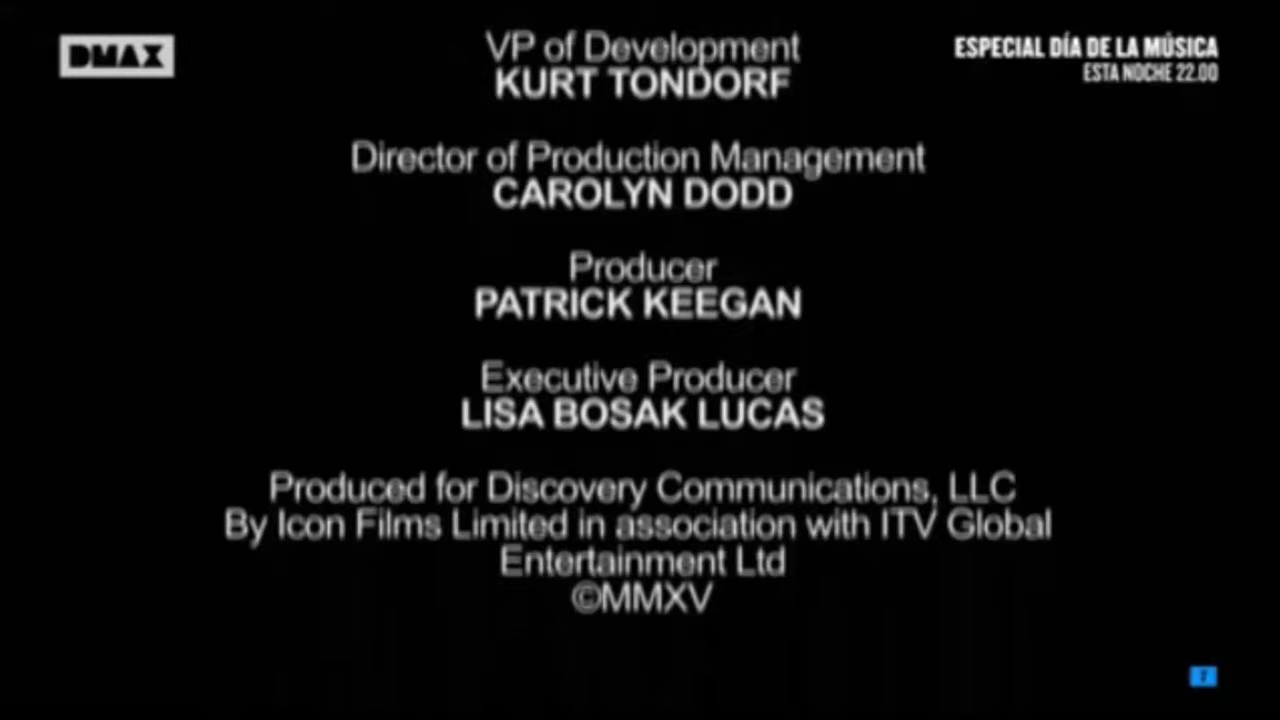 DMAX
ESPECIAL DÍA DE LA MÚSICA
ESTA NOCHE 22.00
VP of Development
KURT TONDORF
Director of Production Management
CAROLYN DODD
Producer
PATRICK KEEGAN
Executive Producer
LISA BOSAK LUCAS
Produced for Discovery Communications, LLC
By Icon Films Limited in association with ITV Global
Entertainment Ltd
©MMXV
7